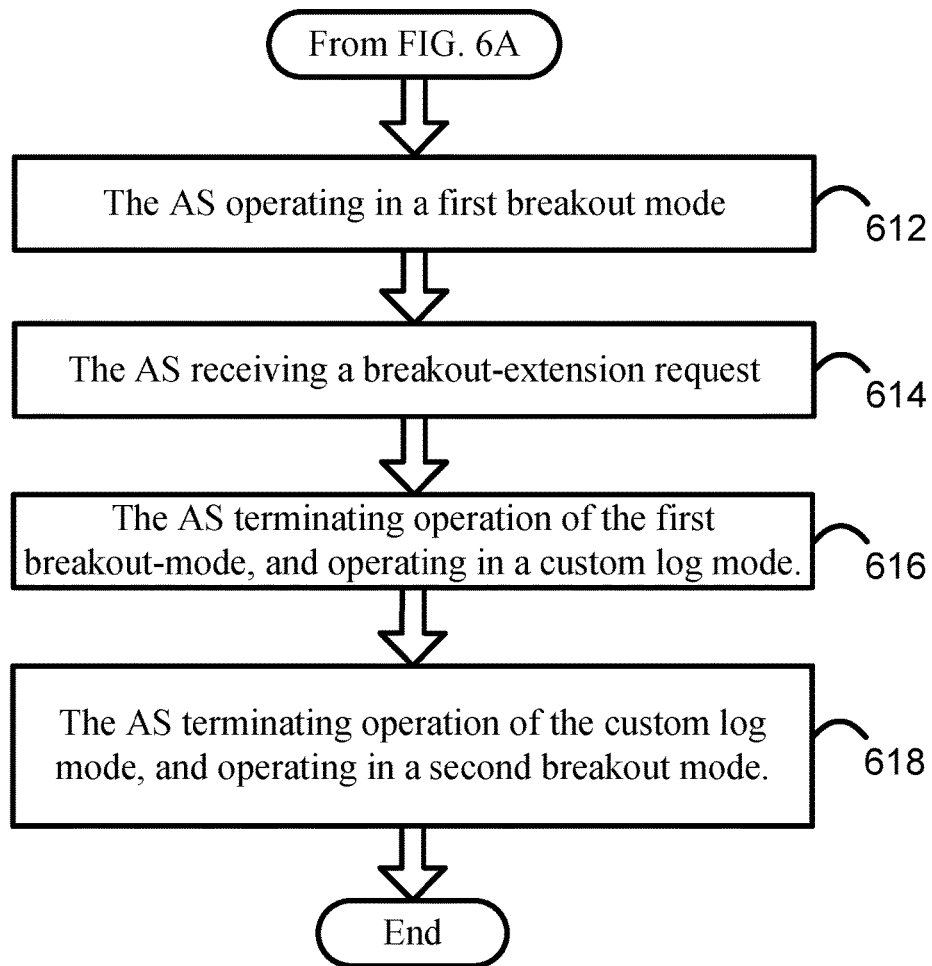 From FIG. 6A
The AS operating in a first breakout mode
612
The AS receiving a breakout-extension request
614
The AS terminating operation of the first
breakout-mode, and operating in a custom log mode.
616
The AS terminating operation of the custom log
mode, and operating in a second breakout mode.
618
End